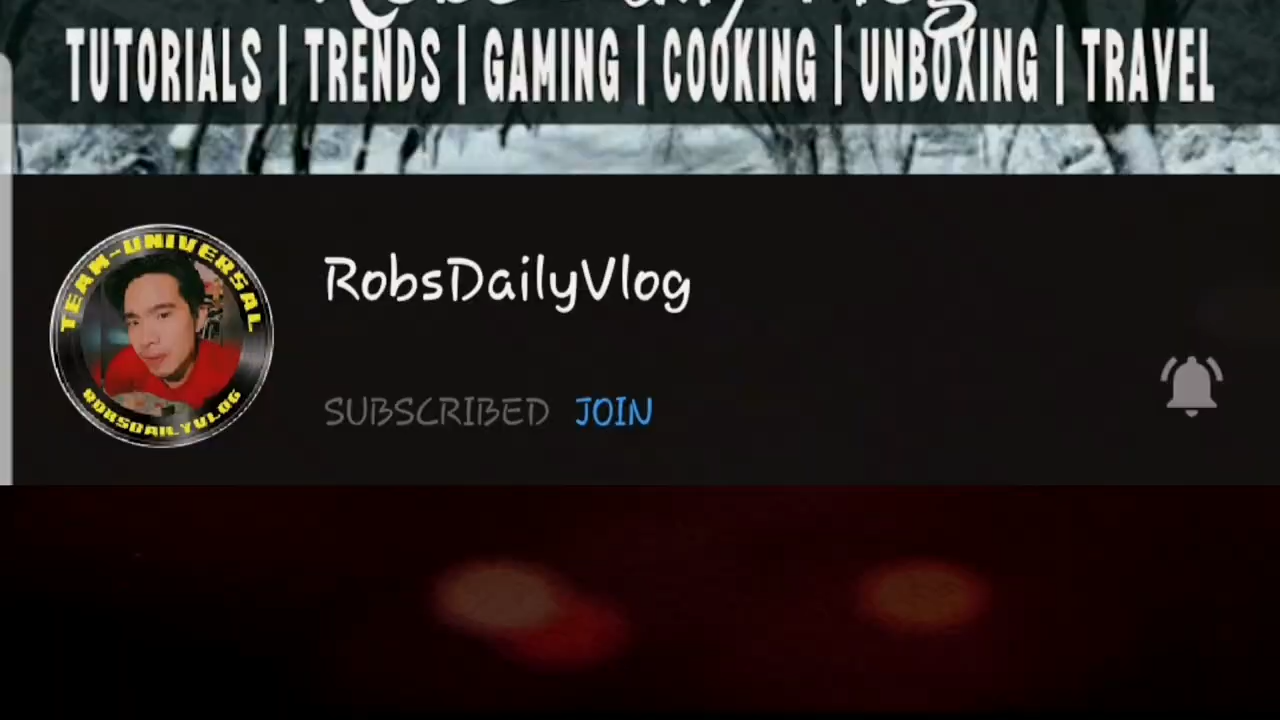 TUTORIALS | TRENDS | GAMING | COOKING | UNBOXING | TRAVEL
TEAM-UNIVERSAL
ROBSDAILYVLOG
RobsDailyVlog
SUBSCRIBED JOIN